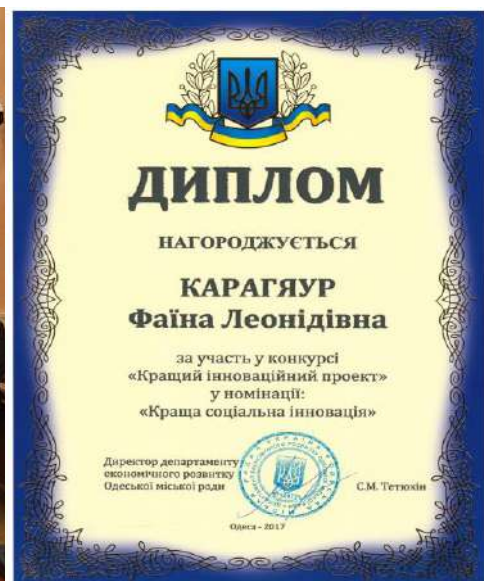 ДИПЛОМ
НАГОРОДЖУЄТЬСЯ
КАРАГЯУР
Фаїна Леонідівна
за участь у конкурсі
«Кращий інноваційний проект»
у номінації:
«Краща соціальна інновація»
Директор департаменту
економічного розвитку
Одеської міської ради
С.М. Тетюхін
Одеса - 2017